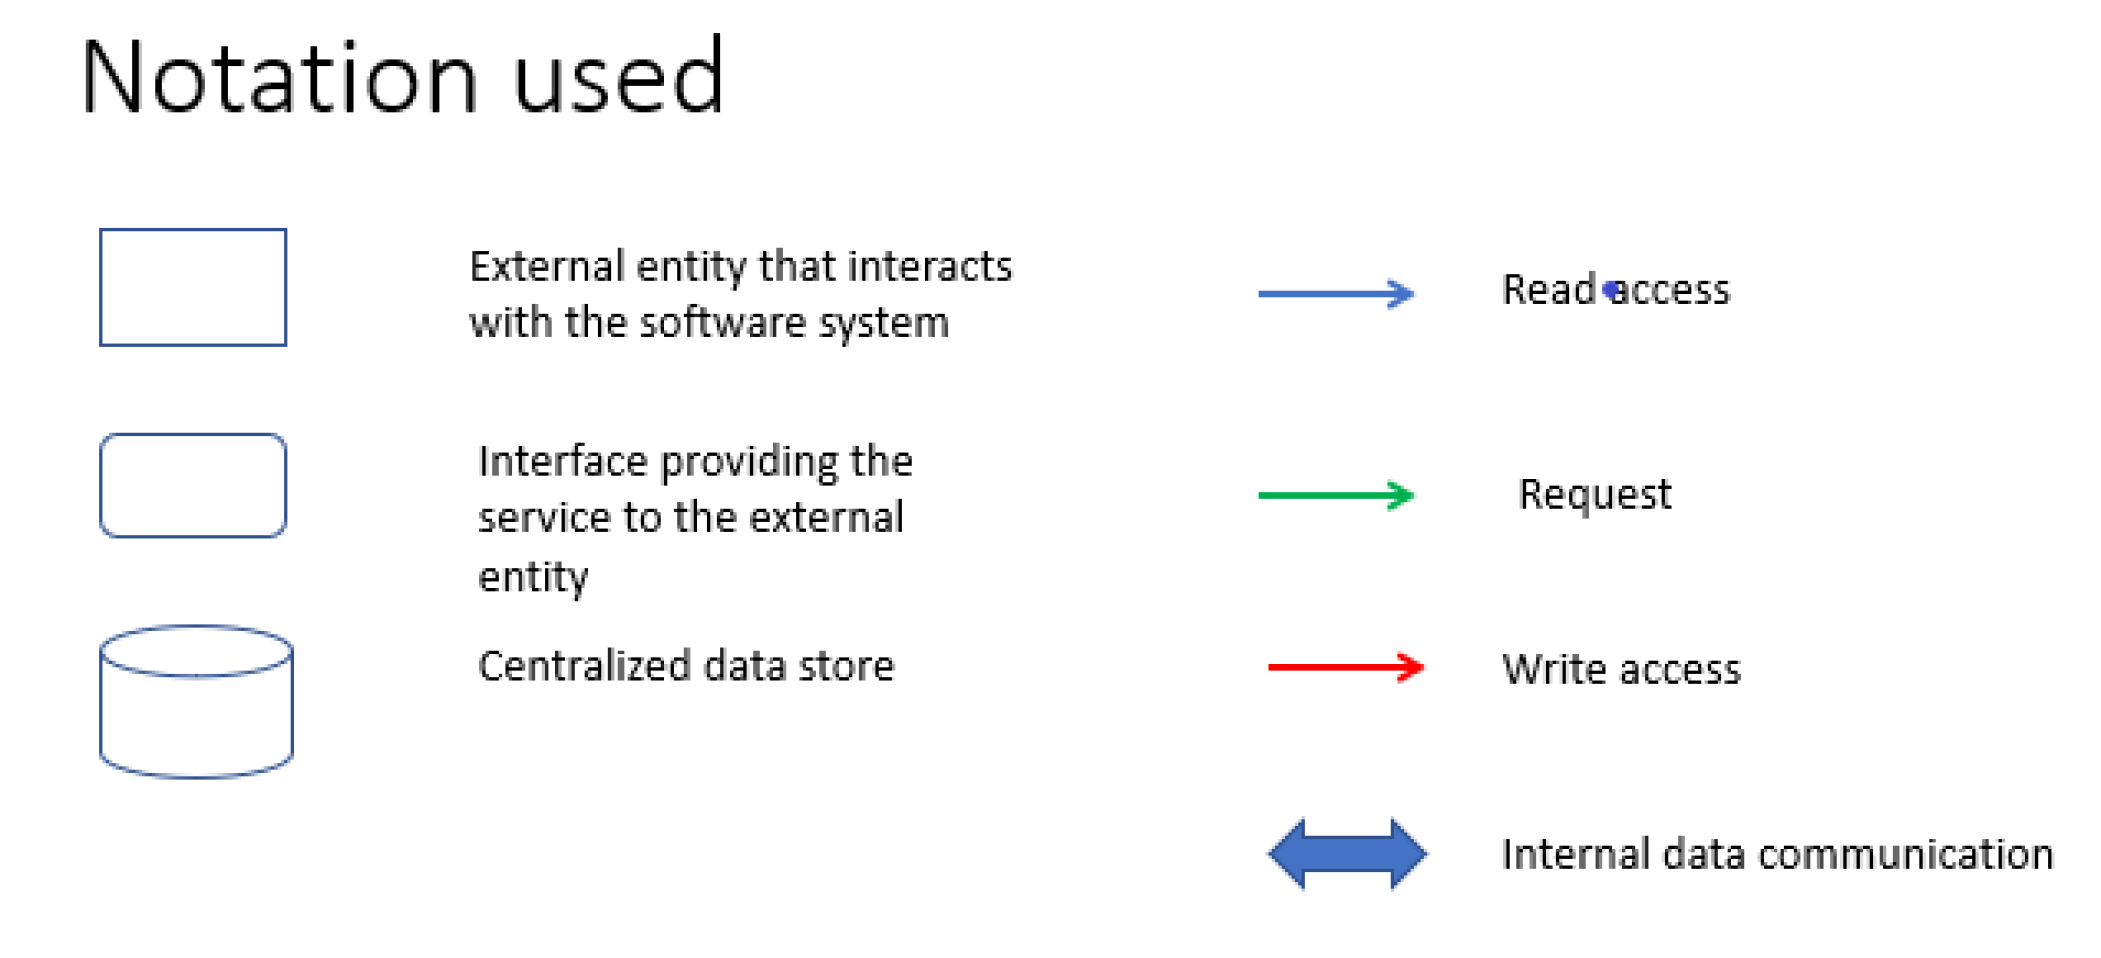 Notation used
External entity that interacts
with the software system
Read access
Interface providing the
service to the external
entity
Request
Centralized data store
Write access
Internal data communication